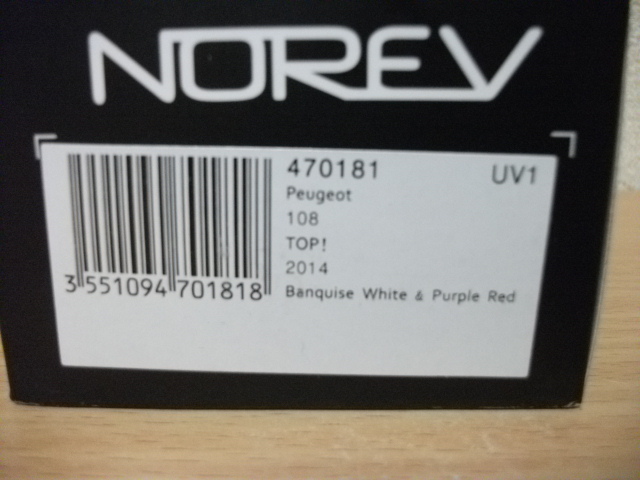 NOREV
470181 UV1
Peugeot
108
TOP!
2014
Banquise White & Purple Red
3 551094 701818